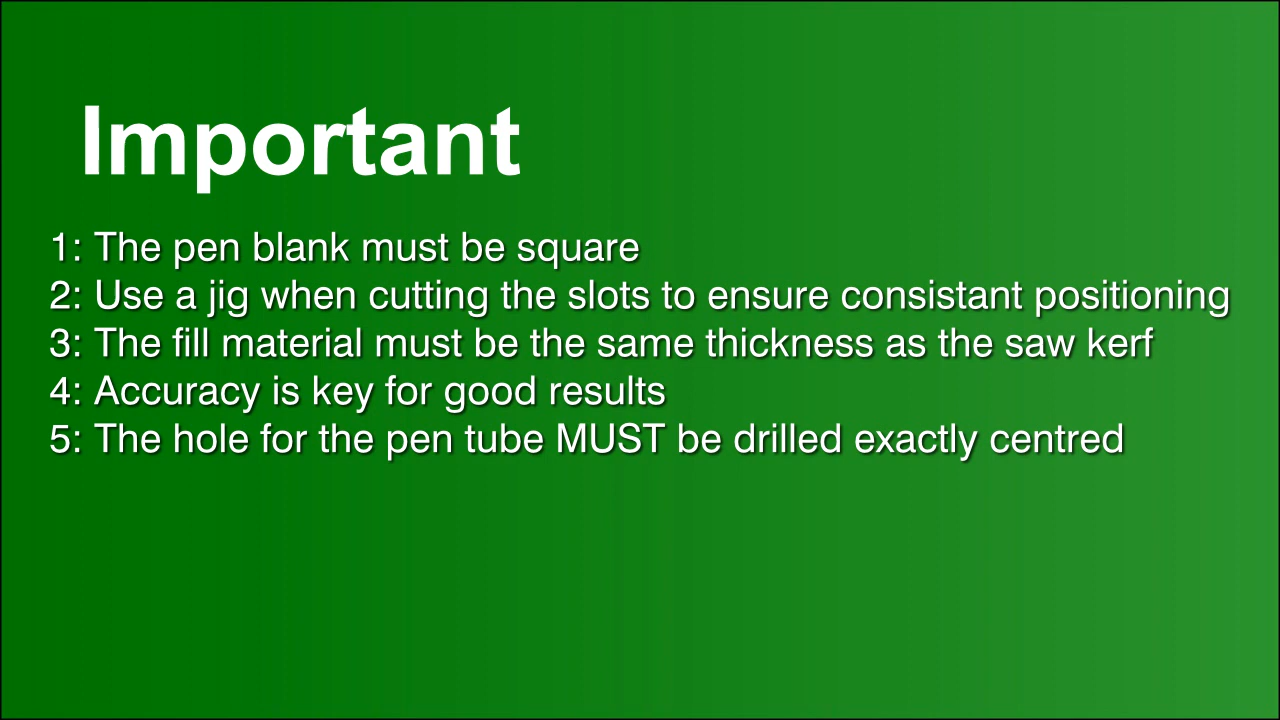 Important
1: The pen blank must be square
2: Use a jig when cutting the slots to ensure consistant positioning
3: The fill material must be the same thickness as the saw kerf
4: Accuracy is key for good results
5: The hole for the pen tube MUST be drilled exactly centred